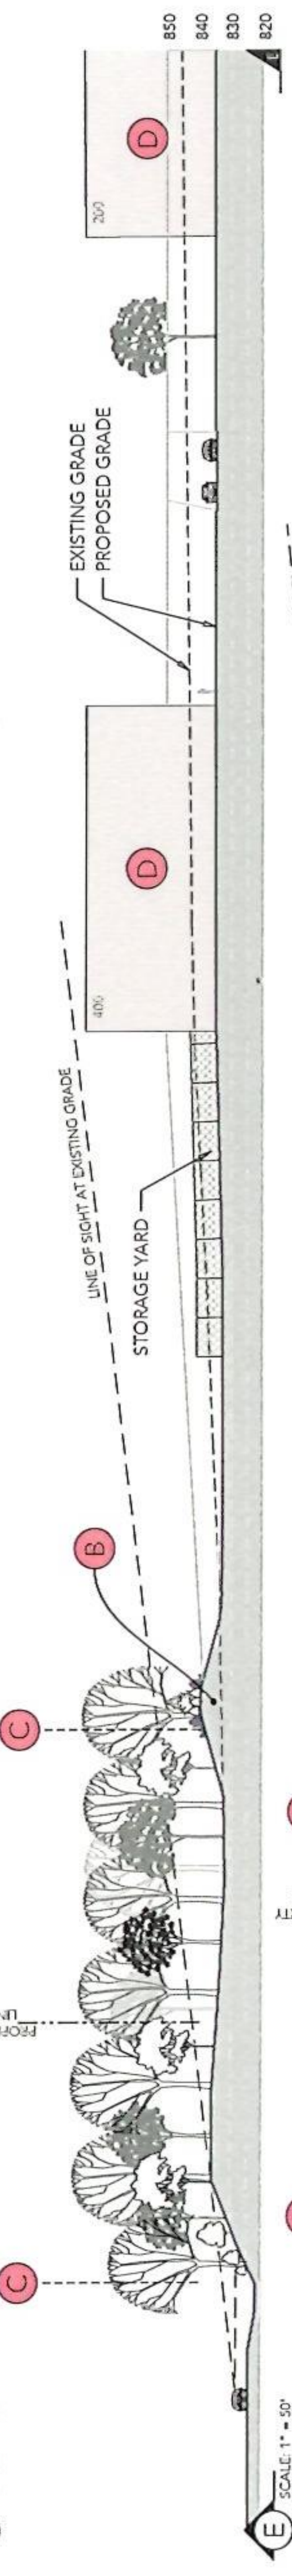 C
C
B
LINE OF SIGHT AT EXISTING GRADE
STORAGE YARD
400
D
EXISTING GRADE
PROPOSED GRADE
200
D
850
840
830
820
E
SCALE: 1" = 50'